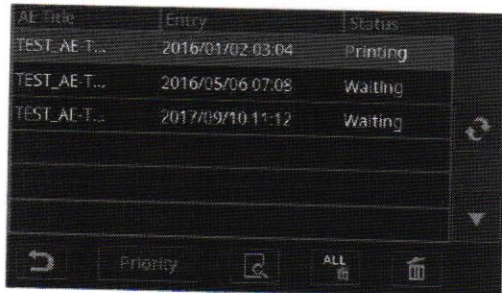 AE Title Entry Status
TEST_AE-T... 2016/01/02 03:04 Printing
TEST_AE-T... 2016/05/06 07:08 Waiting
TEST_AE-T... 2017/09/10 11:12 Waiting
Priority ALL